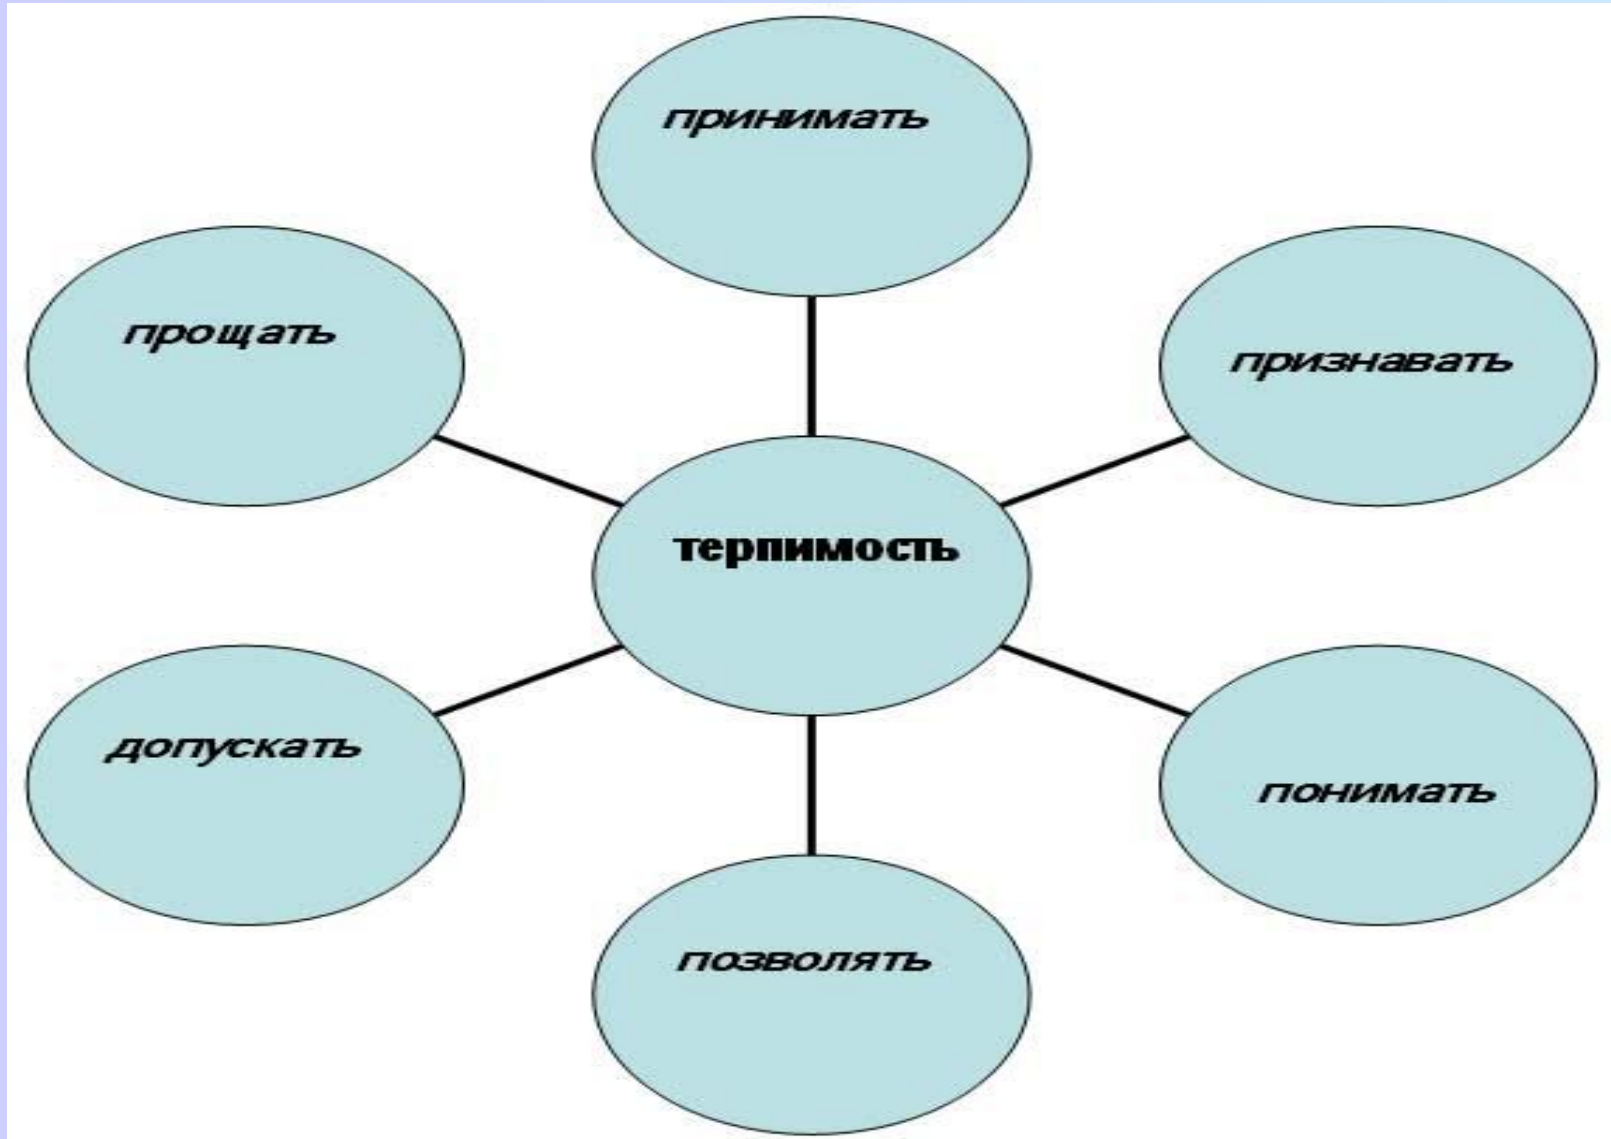 принимать
прощать
признавать
терпимость
допускать
понимать
позволять